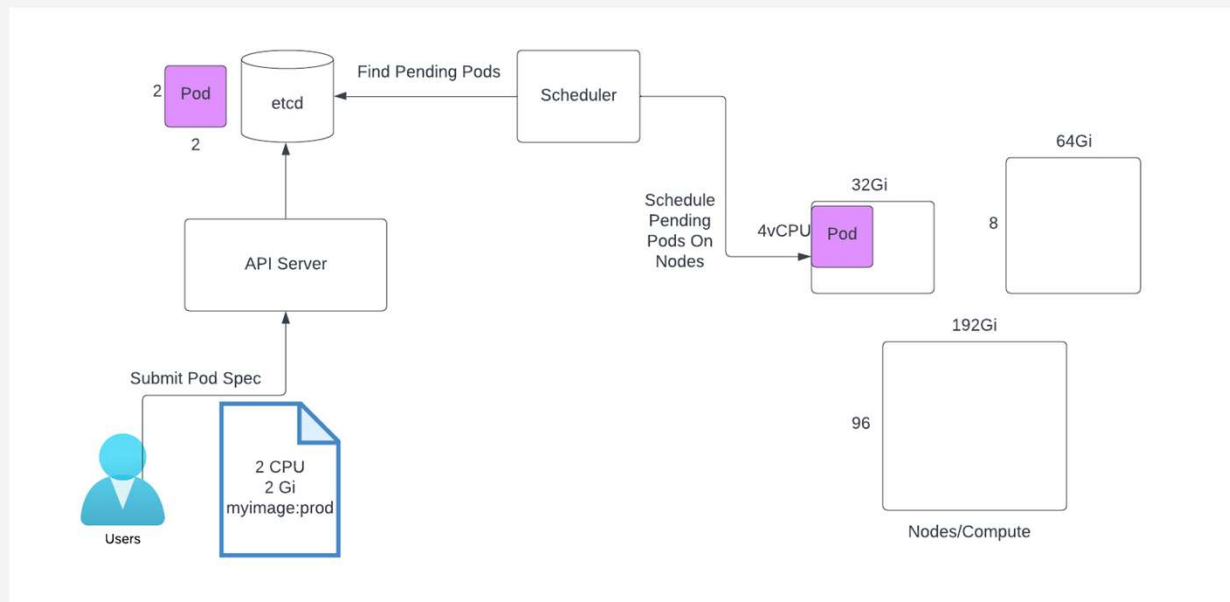 Find Pending Pods
2
Pod
etcd
Scheduler
2
64Gi
32Gi
Schedule
Pending
Pods On
Nodes
4vCPU
Pod
8
API Server
192Gi
Submit Pod Spec
96
2 CPU
2 Gi
myimage:prod
Users
Nodes/Compute